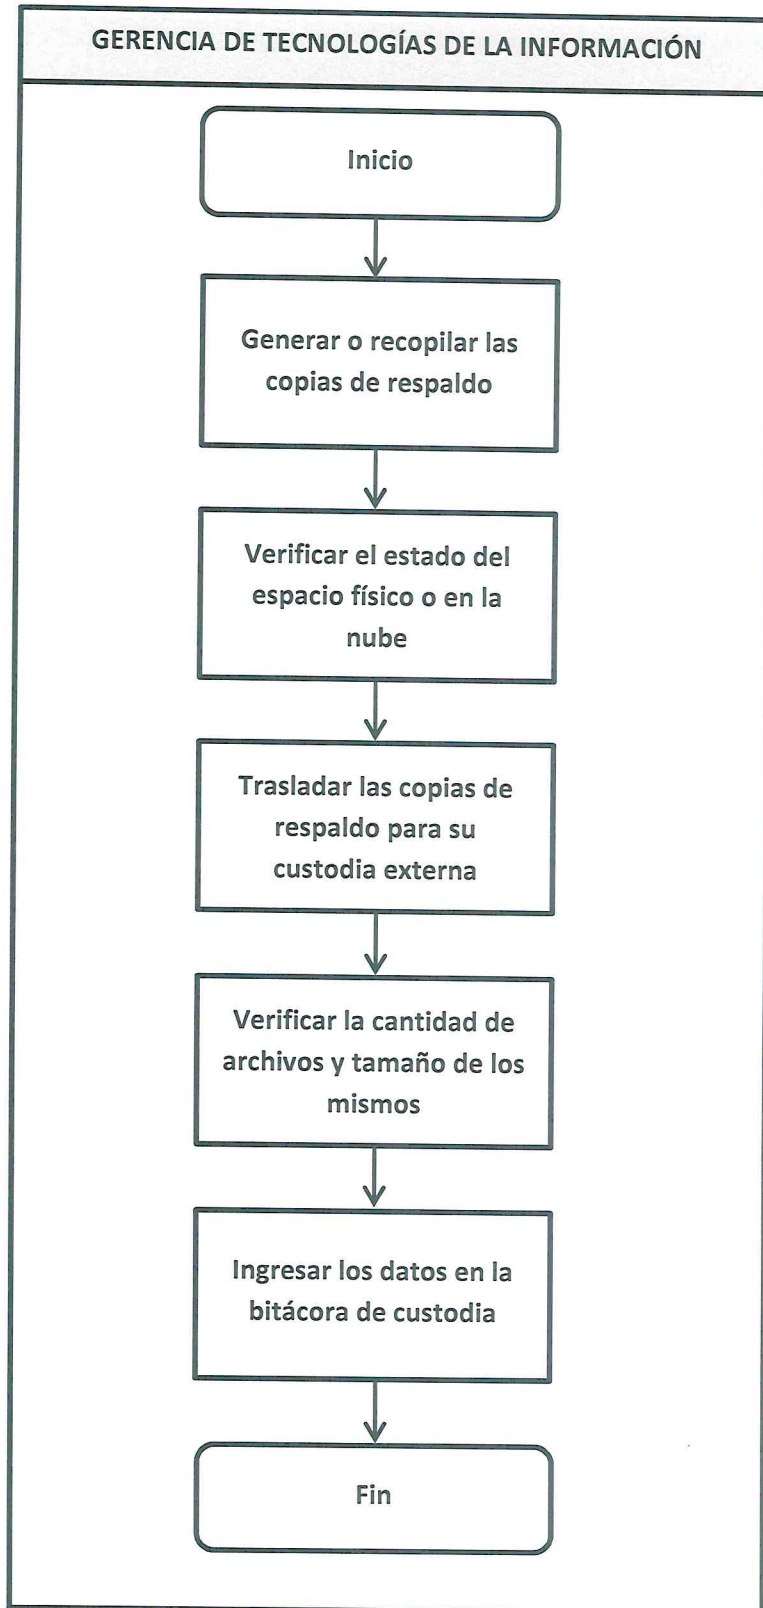 GERENCIA DE TECNOLOGÍAS DE LA INFORMACIÓN
Inicio
Generar o recopilar las
copias de respaldo
Verificar el estado del
espacio físico o en la
nube
Trasladar las copias de
respaldo para su
custodia externa
Verificar la cantidad de
archivos y tamaño de los
mismos
Ingresar los datos en la
bitácora de custodia
Fin